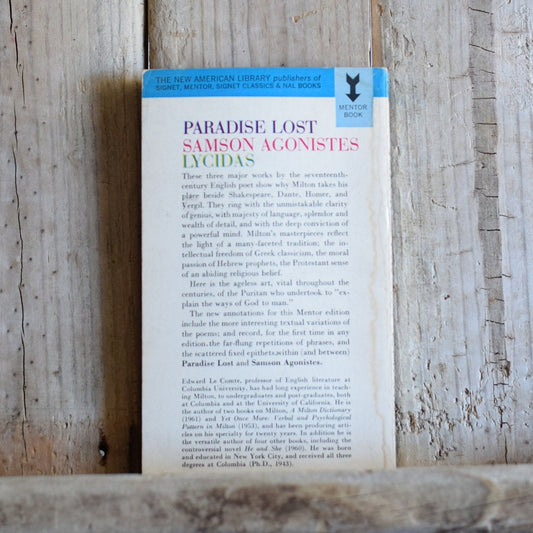 THE NEW AMERICAN LIBRARY publishers of
SIGNET, MENTOR, SIGNET CLASSICS & NAL BOOKS
MENTOR
BOOK
PARADISE LOST
SAMSON AGONISTES
LYCIDAS
These three major works by the seventeenth-
century English poet show why Milton takes his
place beside Shakespeare, Dante, Homer, and
Vergil. They ring with the unmistakable clarity
of genius, with majesty of language, splendor and
wealth of detail, and with the deep conviction of
a powerful mind. Milton's masterpieces reflect
the light of a many-faceted tradition; the in-
tellectual freedom of Greek classicism, the moral
passion of Hebrew prophets, the Protestant sense
of an abiding religious belief.
Here is the ageless art, vital throughout the
centuries, of the Puritan who undertook to "ex-
plain the ways of God to man."
The new annotations for this Mentor edition
include the more interesting textual variations of
the poems; and record, for the first time in any
edition, the far-flung repetitions of phrases, and
the scattered fixed epithets, within (and between)
Paradise Lost and Samson Agonistes.
Edward Le Comte, professor of English literature at
Columbia University, has had long experience in teach-
ing Milton, to undergraduates and post-graduates, both
at Columbia and at the University of California. He is
the author of two books on Milton, A Milton Dictionary
(1961) and Yet Once More: Verbal and Psychological
Pattern in Milton (1953), and has been producing arti-
cles on his specialty for twenty years. In addition he is
the versatile author of four other books, including the
controversial novel He and She (1960). He was born
and educated in New York City, and received all three
degrees at Columbia (Ph.D., 1943).